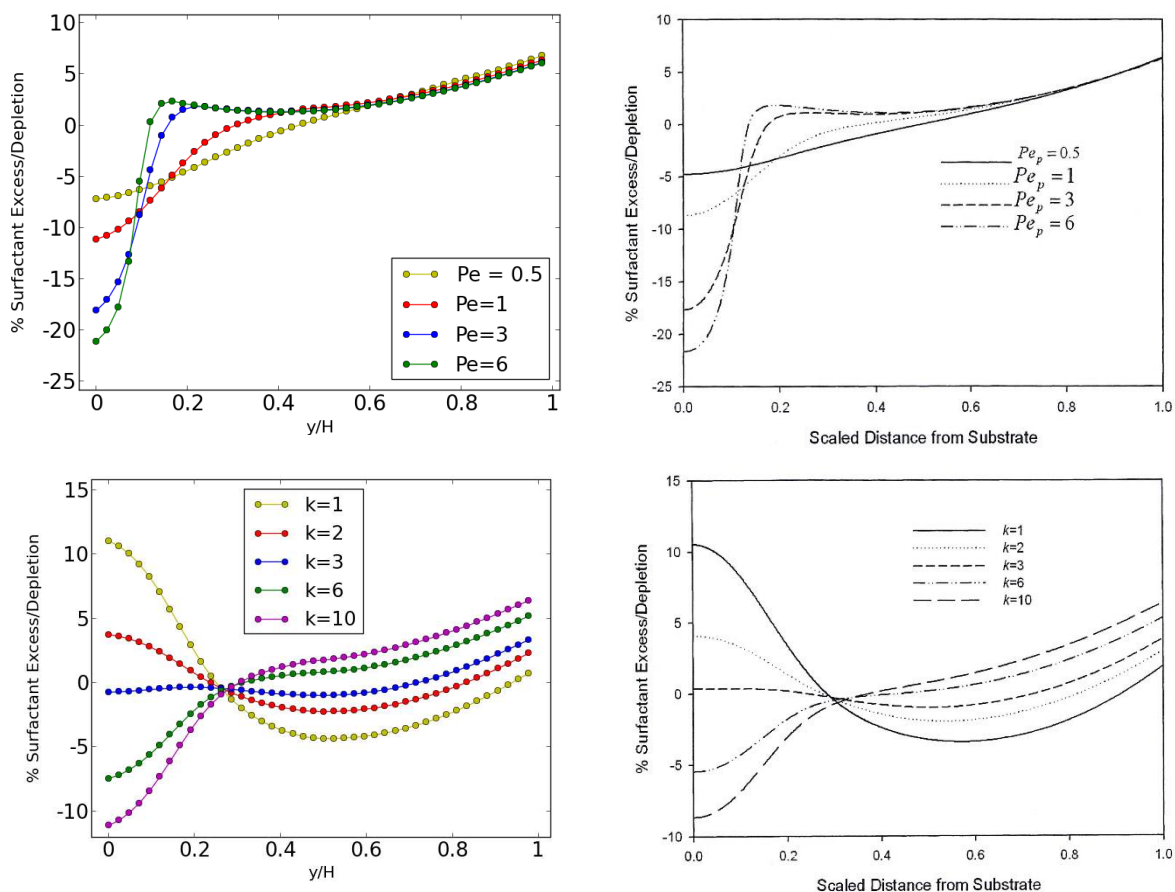 % Surfactant Excess/Depletion
10
5
0
-5
-10
-15
-20
-25
0
0.2
0.4
0.6
0.8
1
y/H
Pe = 0.5
Pe=1
Pe=3
Pe=6
% Surfactant Excess/Depletion
10
5
0
-5
-10
-15
-20
-25
0.0
0.2
0.4
0.6
0.8
1.0
Scaled Distance from Substrate
Pe_p = 0.5
Pe_p = 1
Pe_p = 3
Pe_p = 6
% Surfactant Excess/Depletion
15
10
5
0
-5
-10
0
0.2
0.4
0.6
0.8
1
y/H
k=1
k=2
k=3
k=6
k=10
% Surfactant Excess/Depletion
15
10
5
0
-5
-10
0.0
0.2
0.4
0.6
0.8
1.0
Scaled Distance from Substrate
k=1
k=2
k=3
k=6
k=10